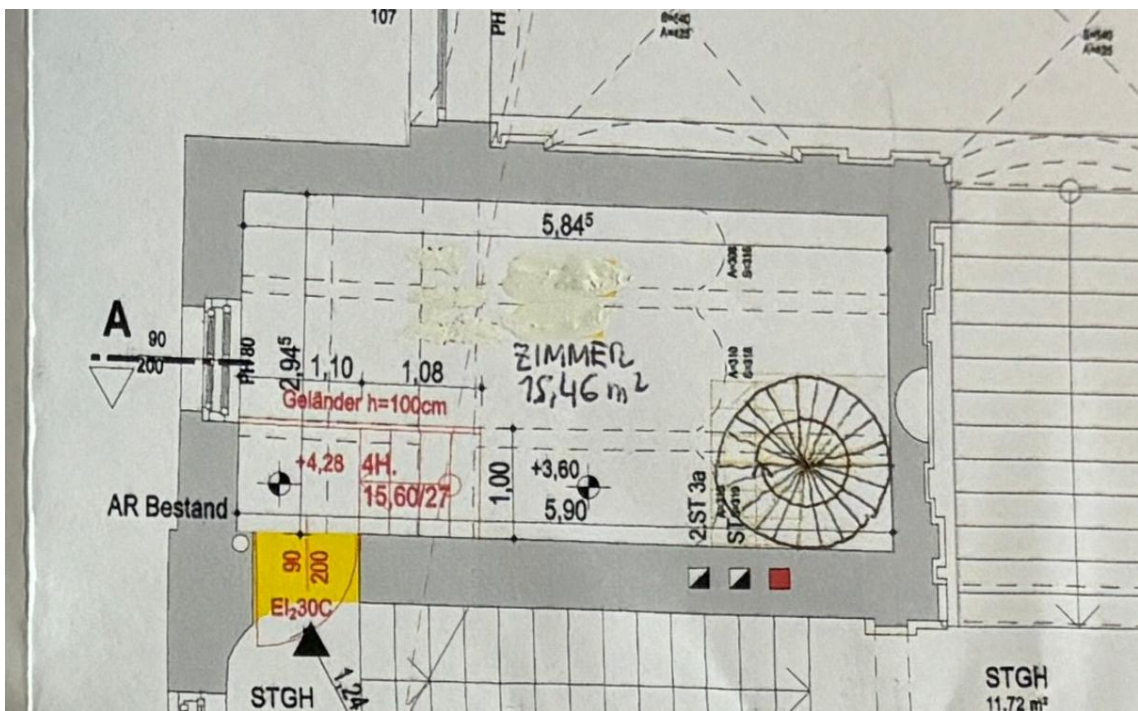 107
PH
A=425
5,84⁵
A
90
200
PH 80
2,94⁵
1,10
1,08
ZIMMER
15,46 m²
Geländer h=100cm
+4,28
4H.
15,60/27
1,00
+3,60
5,90
AR Bestand
2.ST 3a
ST
90
200
EI₂30C
1,24
STGH
STGH
11,72 m²